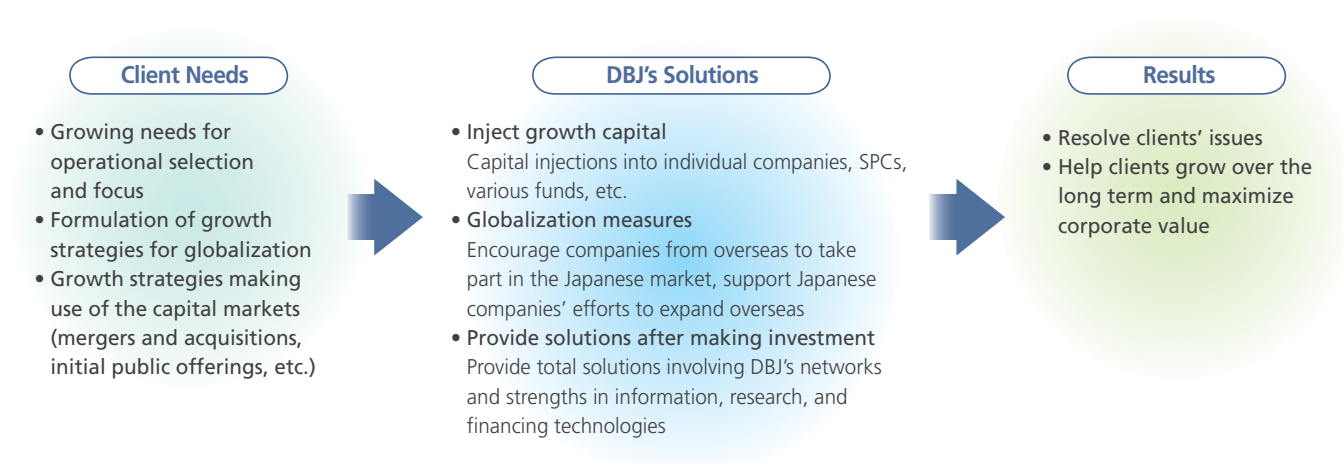 Client Needs
• Growing needs for
operational selection
and focus
• Formulation of growth
strategies for globalization
• Growth strategies making
use of the capital markets
(mergers and acquisitions,
initial public offerings, etc.)
DBJ's Solutions
• Inject growth capital
Capital injections into individual companies, SPCs,
various funds, etc.
• Globalization measures
Encourage companies from overseas to take
part in the Japanese market, support Japanese
companies' efforts to expand overseas
• Provide solutions after making investment
Provide total solutions involving DBJ's networks
and strengths in information, research, and
financing technologies
Results
• Resolve clients' issues
• Help clients grow over the
long term and maximize
corporate value